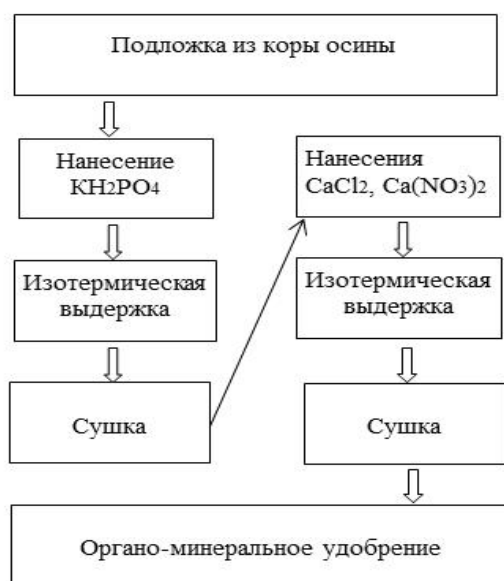 Подложка из коры осины
Нанесение
KH2PO4
Изотермическая
выдержка
Сушка
Нанесения
CaCl2, Ca(NO3)2
Изотермическая
выдержка
Сушка
Органо-минеральное удобрение